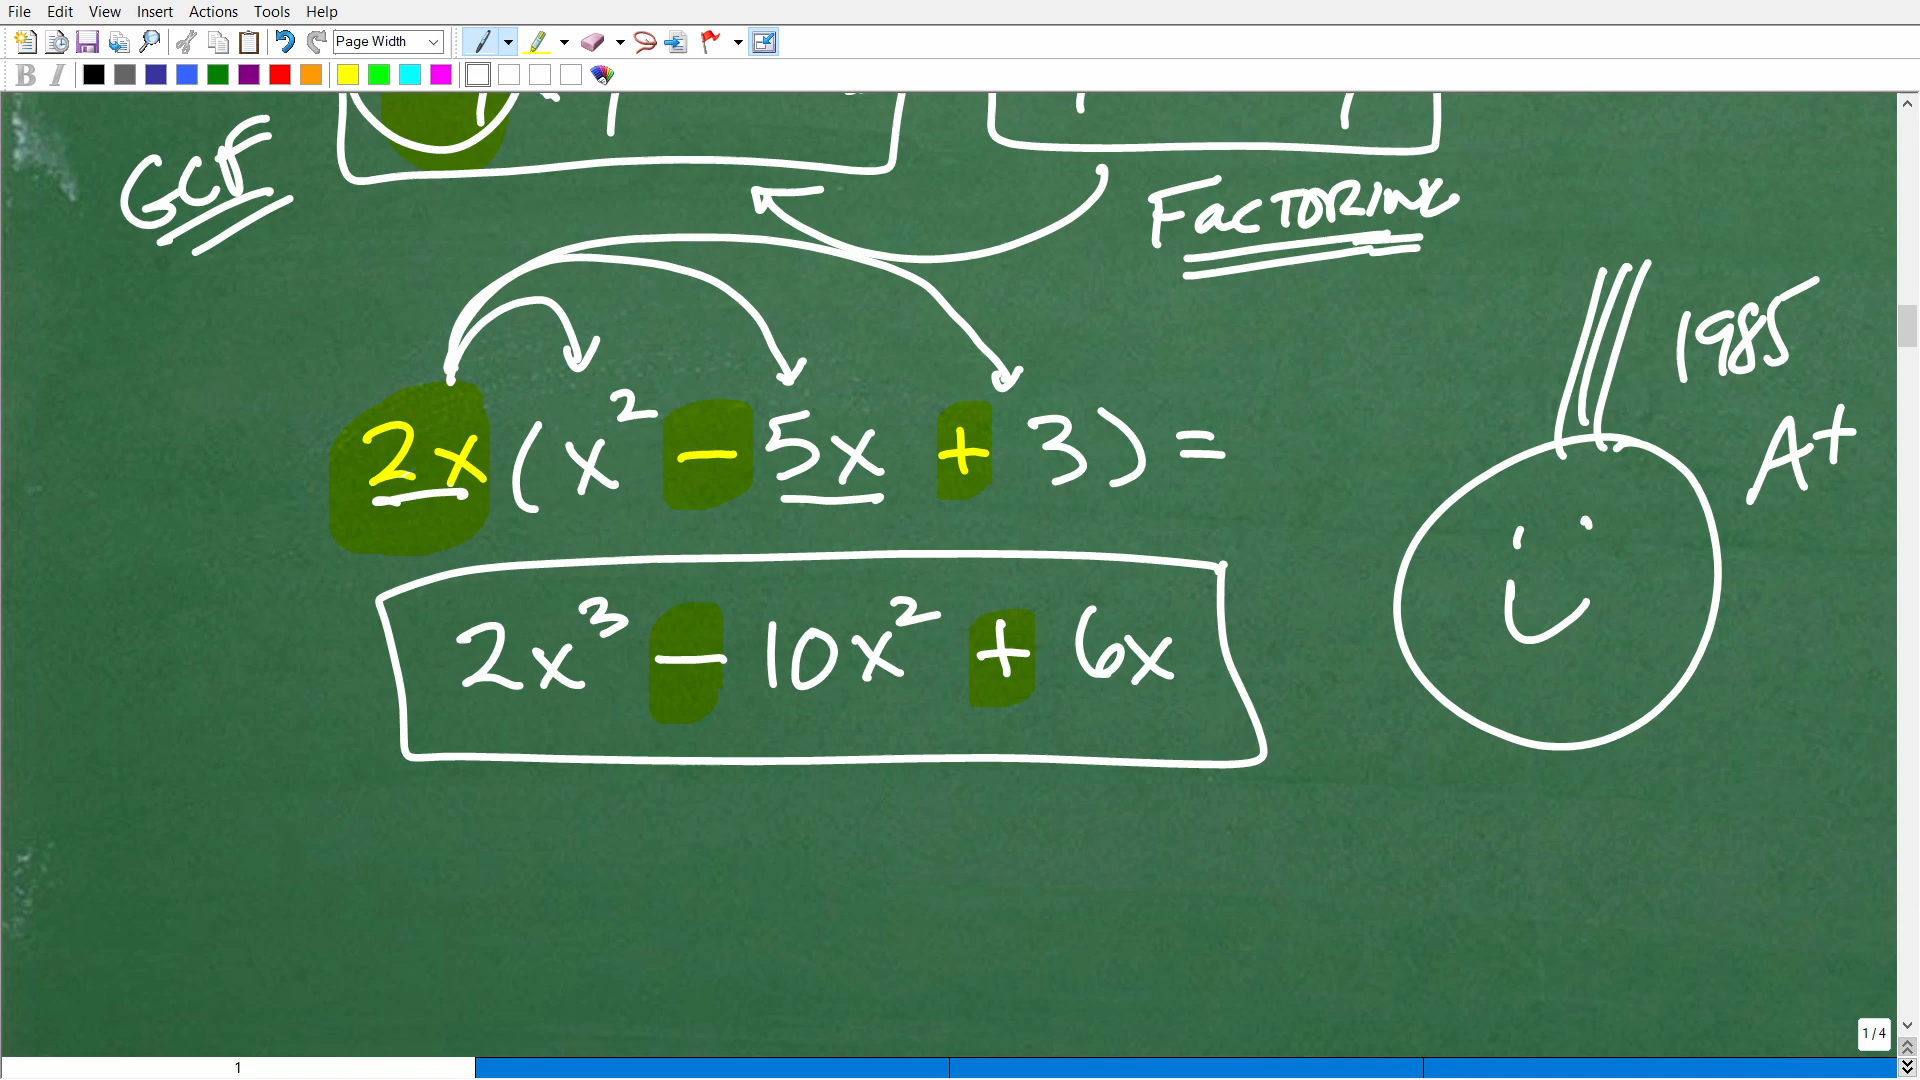 File Edit View Insert Actions Tools Help
Page Width
B I
GCF
FACTORING
1985
A+
2x(x² − 5x + 3) =
2x³ − 10x² + 6x
1/4
1